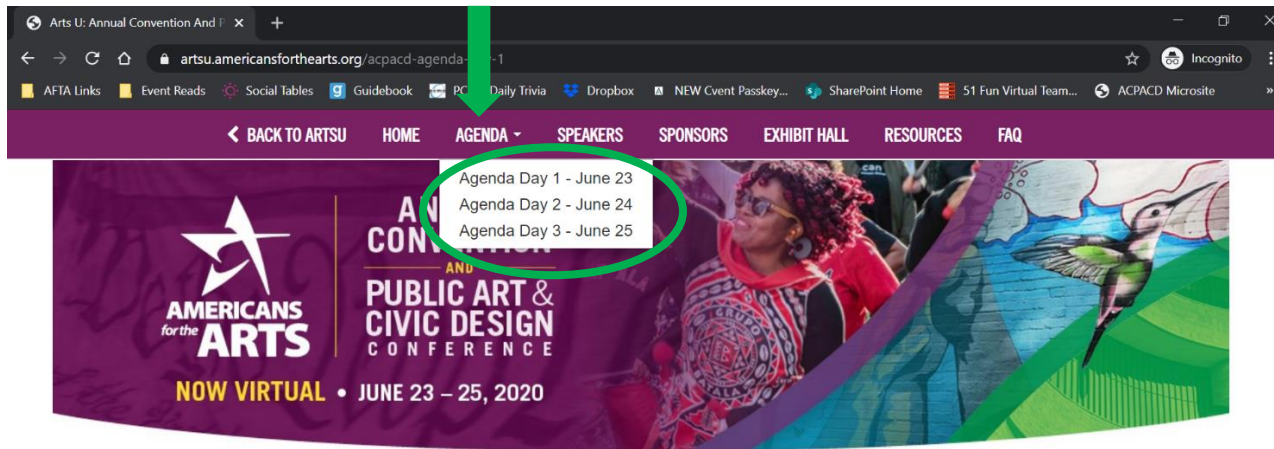 Arts U: Annual Convention And P
artsu.americansforthearts.org/acpacd-agenda- -1
Incognito
AFTA Links Event Reads Social Tables Guidebook Daily Trivia Dropbox NEW Cvent Passkey... SharePoint Home 51 Fun Virtual Team... ACPACD Microsite »
BACK TO ARTSU HOME AGENDA SPEAKERS SPONSORS EXHIBIT HALL RESOURCES FAQ
Agenda Day 1 - June 23
Agenda Day 2 - June 24
Agenda Day 3 - June 25
AND
PUBLIC ART &
CIVIC DESIGN
CONFERENCE
AMERICANS
for the ARTS
NOW VIRTUAL • JUNE 23 – 25, 2020